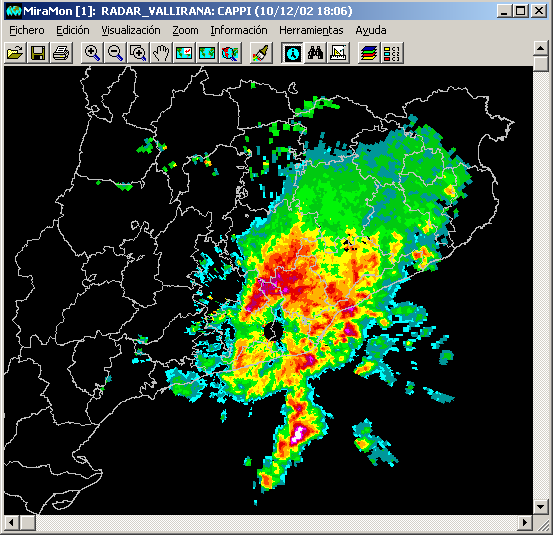 MiraMon [1]: RADAR_VALLIRANA: CAPPI (10/12/02 18:06)
Fichero Edición Visualización Zoom Información Herramientas Ayuda